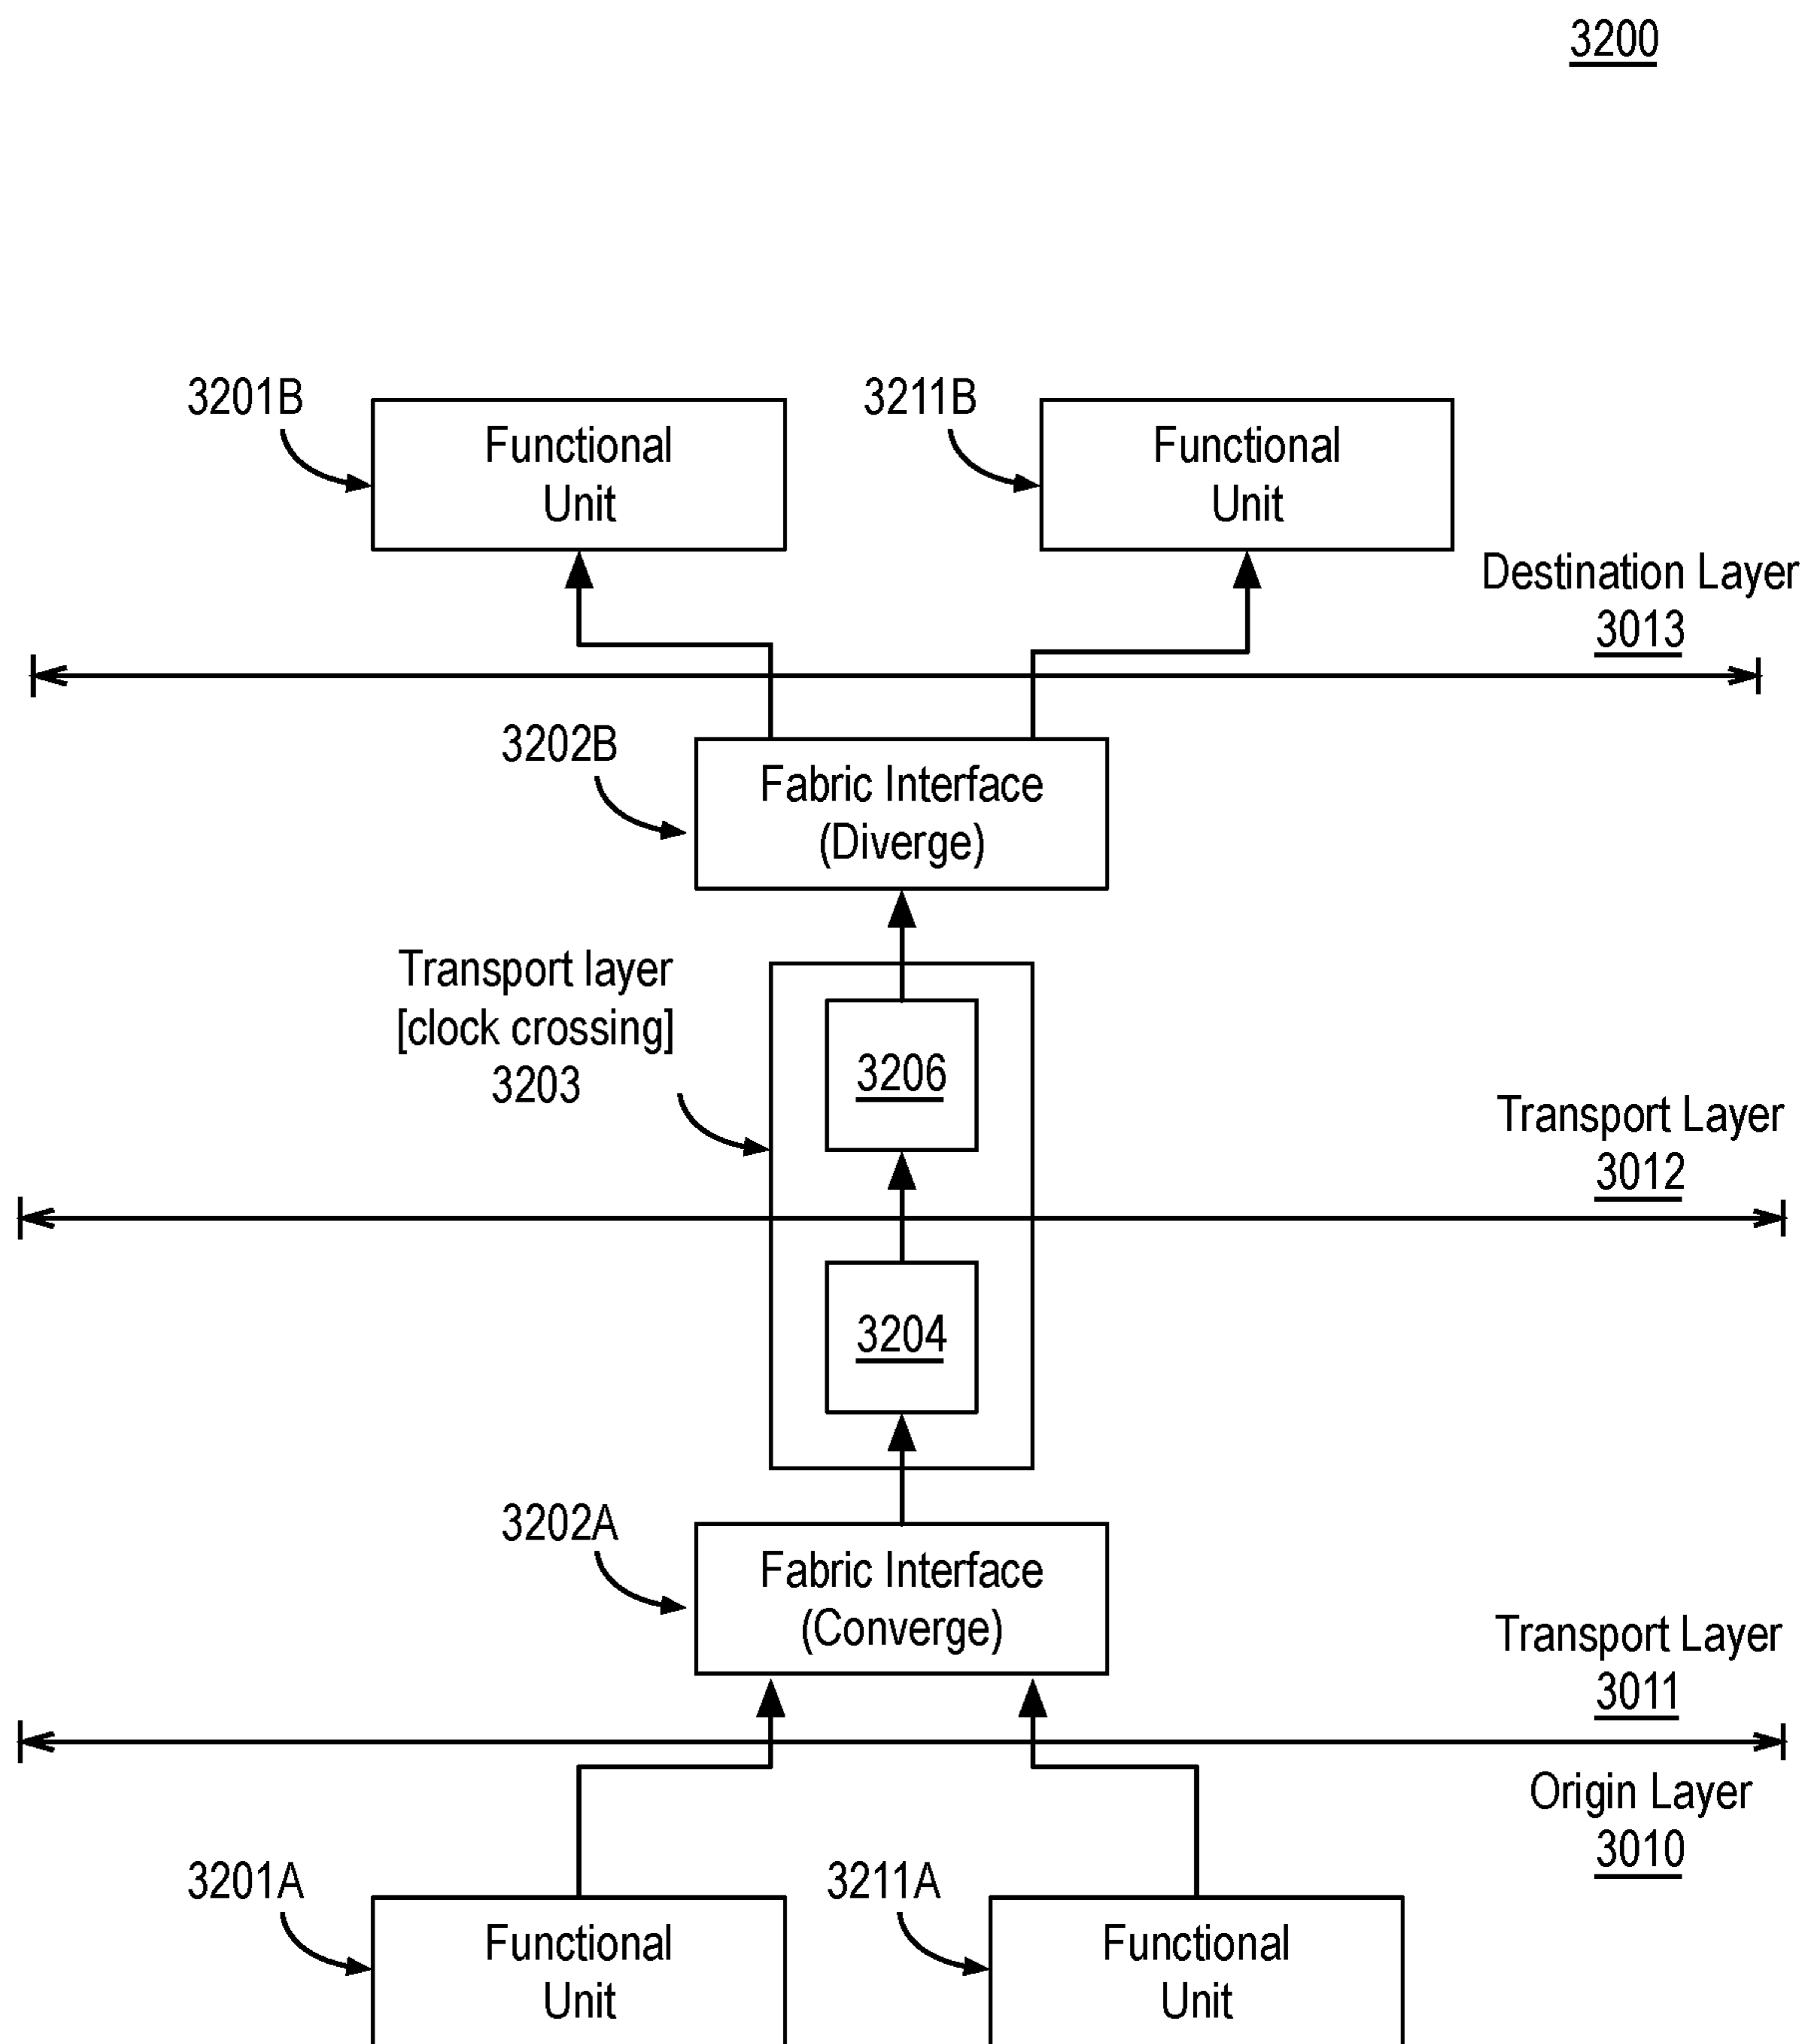 3200
3201B
Functional
Unit
3211B
Functional
Unit
Destination Layer
3013
3202B
Fabric Interface
(Diverge)
Transport layer
[clock crossing]
3203
3206
Transport Layer
3012
3204
3202A
Fabric Interface
(Converge)
Transport Layer
3011
Origin Layer
3010
3201A
Functional
Unit
3211A
Functional
Unit